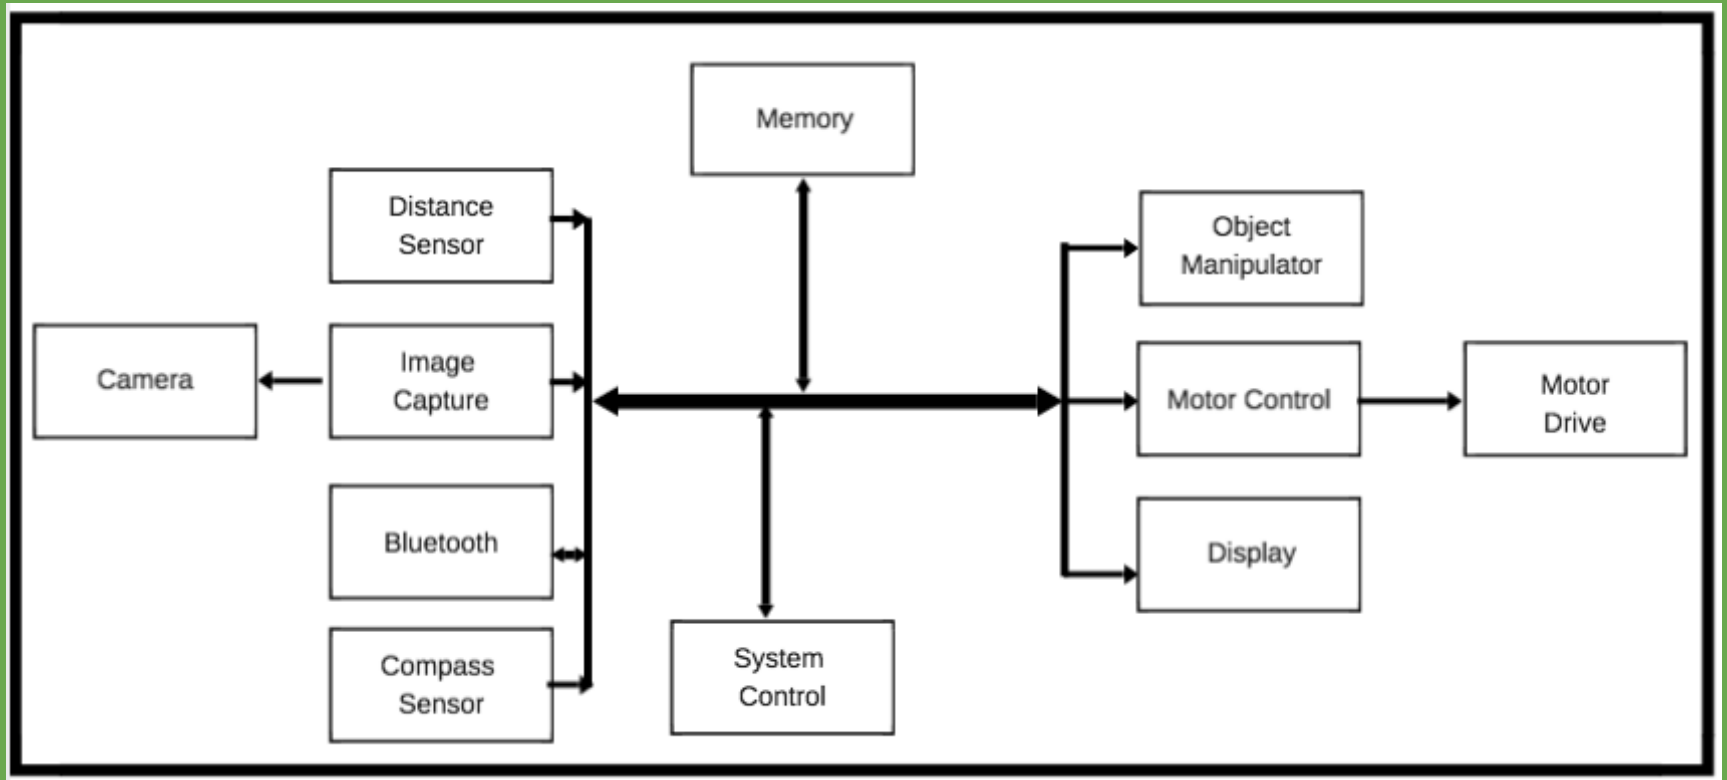 Memory
Distance
Sensor
Object
Manipulator
Camera
Image
Capture
Motor Control
Motor
Drive
Bluetooth
Display
Compass
Sensor
System
Control